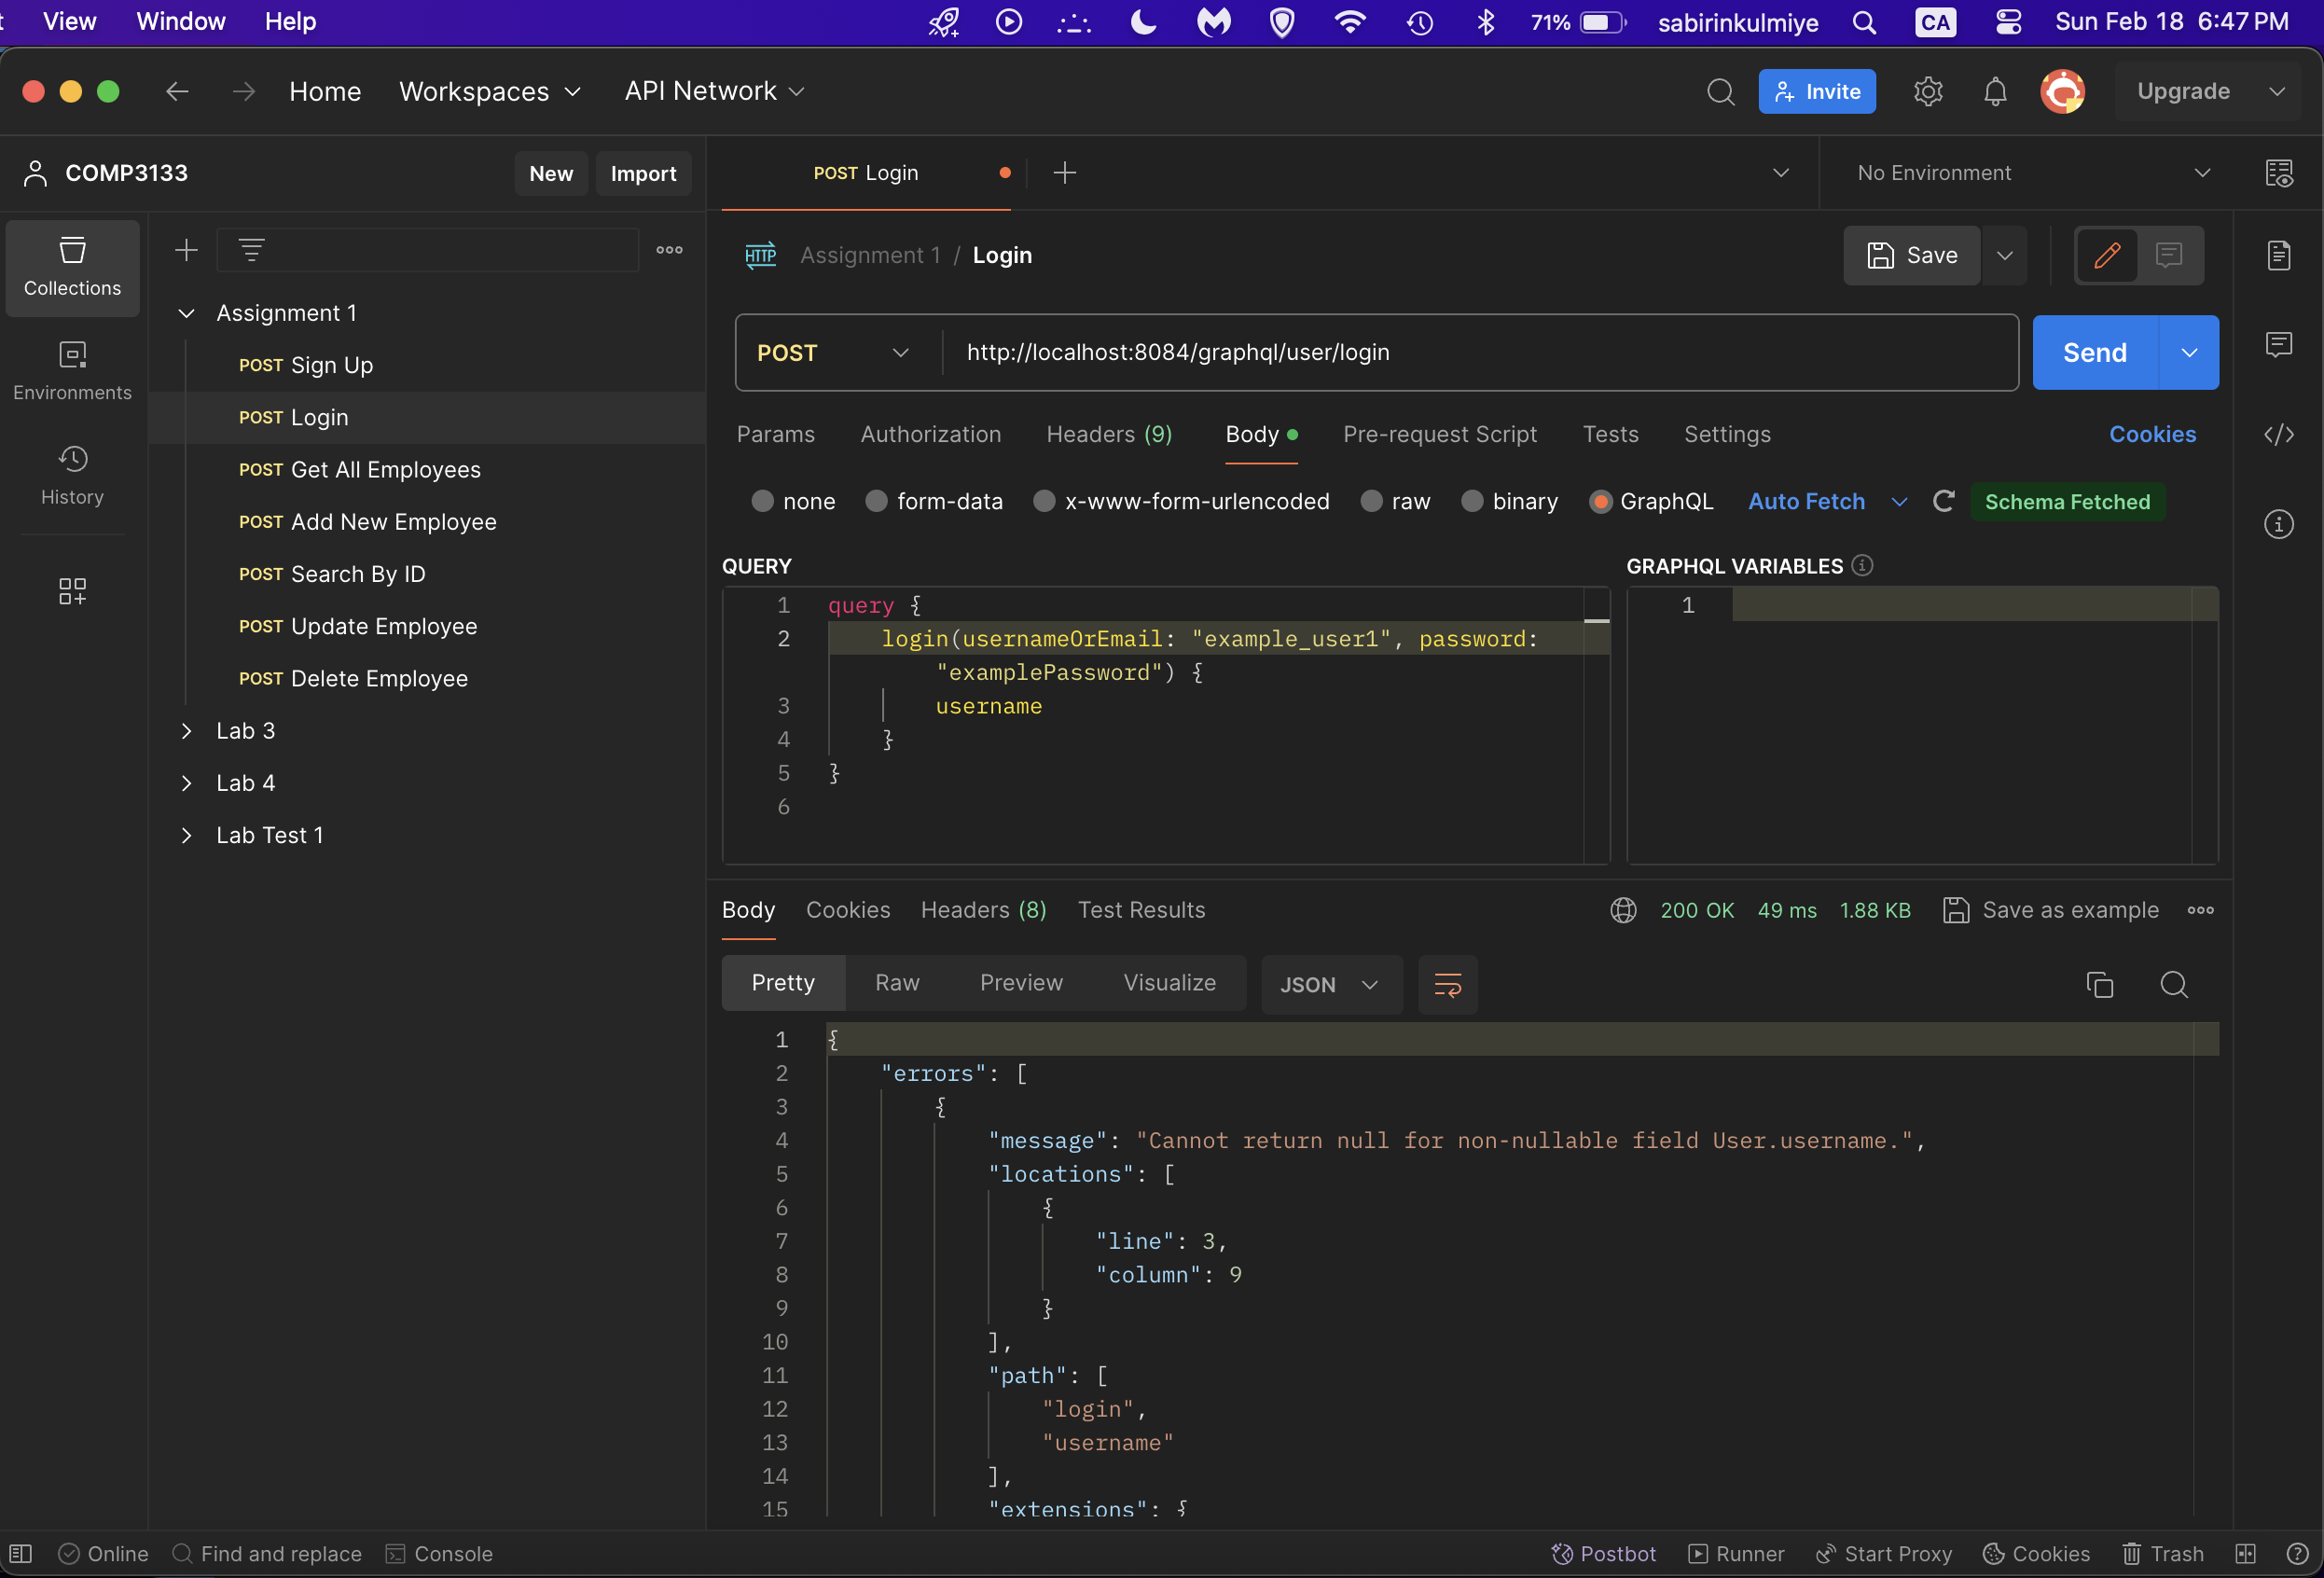 View Window Help 71% sabirinkulmiye CA Sun Feb 18 6:47 PM
Home Workspaces API Network Invite Upgrade
COMP3133 New Import POST Login No Environment
Collections
Environments
History
Assignment 1
POST Sign Up
POST Login
POST Get All Employees
POST Add New Employee
POST Search By ID
POST Update Employee
POST Delete Employee
Lab 3
Lab 4
Lab Test 1
HTTP Assignment 1 / Login Save
POST http://localhost:8084/graphql/user/login Send
Params Authorization Headers (9) Body Pre-request Script Tests Settings Cookies
none form-data x-www-form-urlencoded raw binary GraphQL Auto Fetch Schema Fetched
QUERY
1 query {
2 login(usernameOrEmail: "example_user1", password:
"examplePassword") {
3 username
4 }
5 }
6
GRAPHQL VARIABLES
1
Body Cookies Headers (8) Test Results 200 OK 49 ms 1.88 KB Save as example
Pretty Raw Preview Visualize JSON
1 {
2 "errors": [
3 {
4 "message": "Cannot return null for non-nullable field User.username.",
5 "locations": [
6 {
7 "line": 3,
8 "column": 9
9 }
10 ],
11 "path": [
12 "login",
13 "username"
14 ],
15 "extensions": {
Online Find and replace Console Postbot Runner Start Proxy Cookies Trash